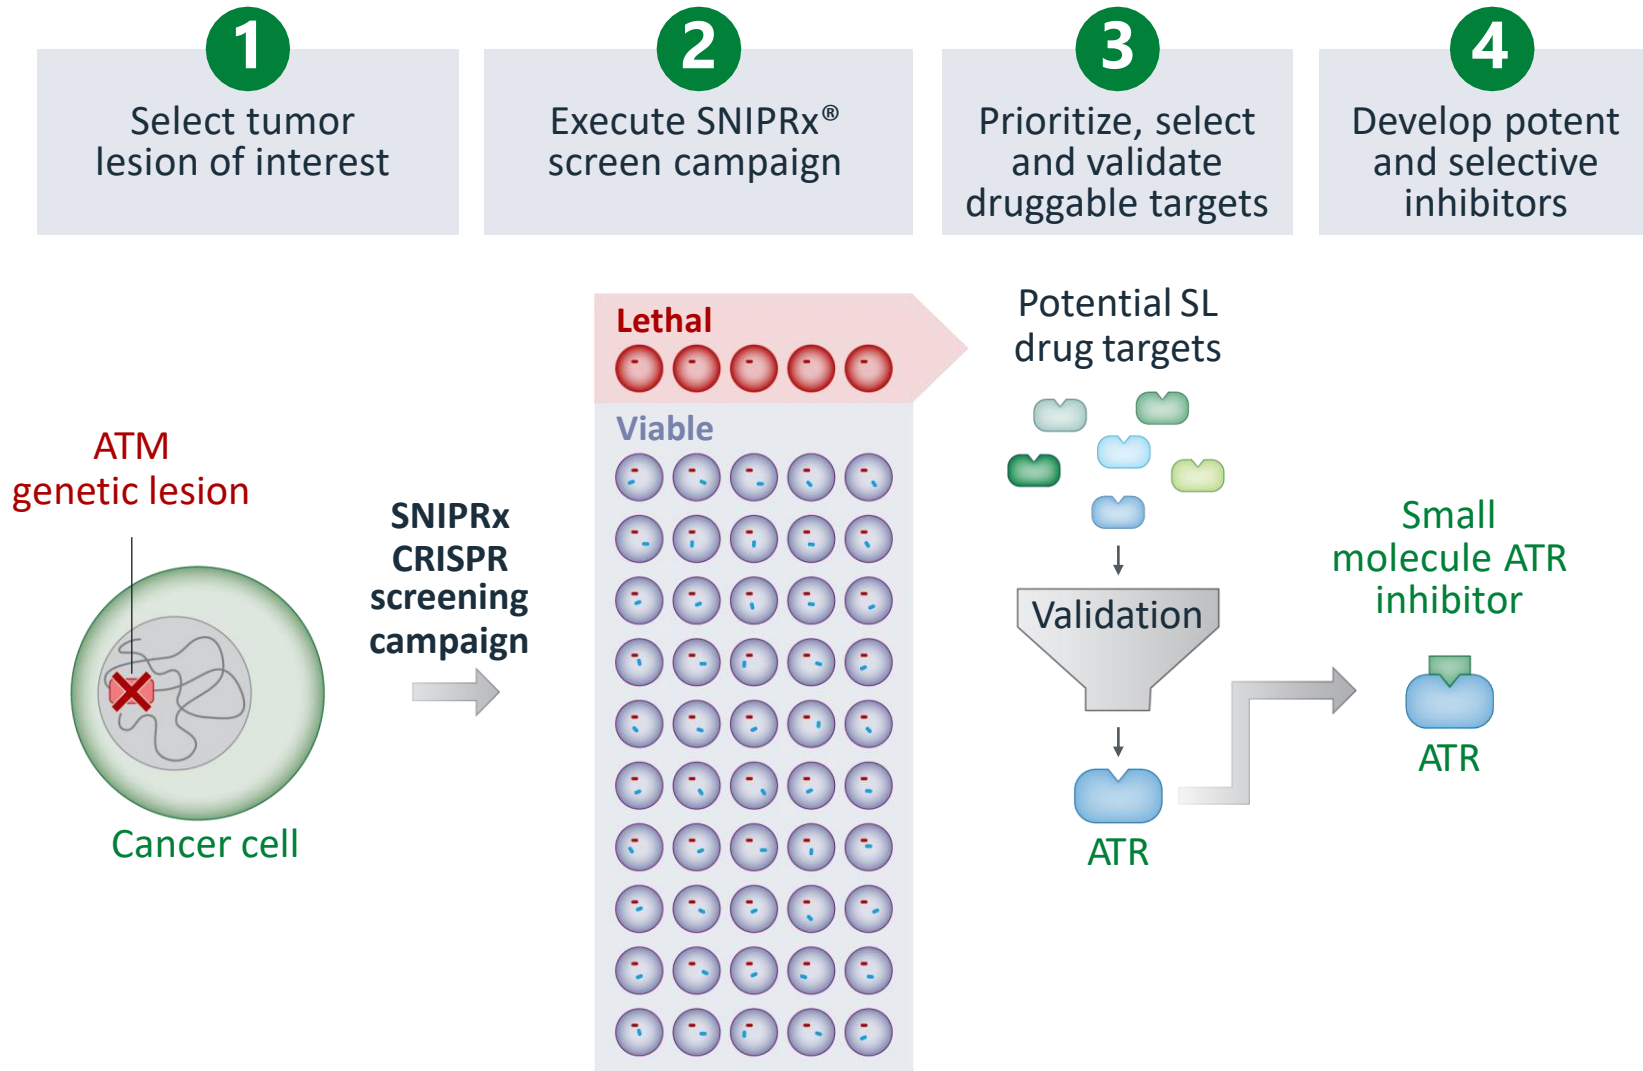 1
Select tumor
lesion of interest
2
Execute SNIPRx®
screen campaign
3
Prioritize, select
and validate
druggable targets
4
Develop potent
and selective
inhibitors
ATM
genetic lesion
Cancer cell
SNIPRx
CRISPR
screening
campaign
Lethal
Viable
Potential SL
drug targets
Validation
ATR
Small
molecule ATR
inhibitor
ATR